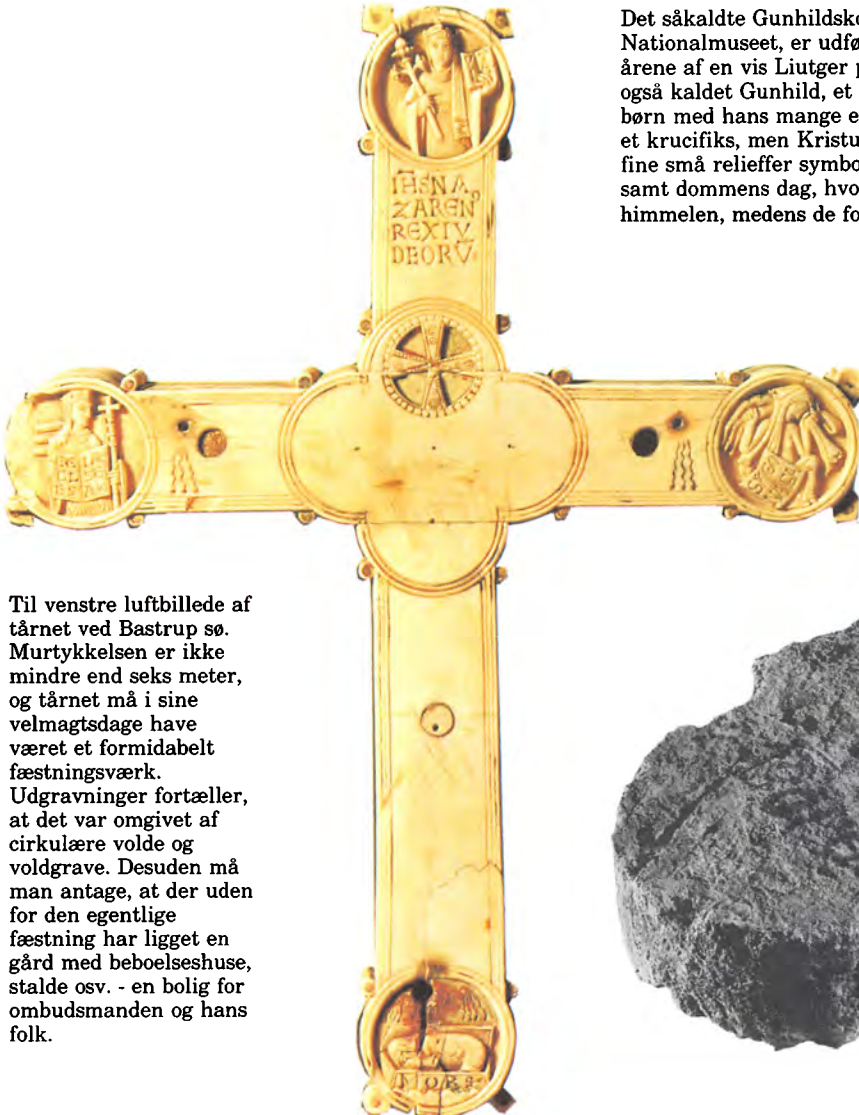 Det såkaldte Gunhildsko
Nationalmuseet, er udfø
årene af en vis Liutger p
også kaldet Gunhild, et
børn med hans mange e
et krucifiks, men Kristu
fine små relieffer symbo
samt dommens dag, hvo
himmelen, medens de fo
IHSNA
ZAREN
REXIV
DEORV
Til venstre luftbillede af
tårnet ved Bastrup sø.
Murtykkelsen er ikke
mindre end seks meter,
og tårnet må i sine
velmagtsdage have
været et formidabelt
fæstningsværk.
Udgravninger fortæller,
at det var omgivet af
cirkulære volde og
voldgrave. Desuden må
man antage, at der uden
for den egentlige
fæstning har ligget en
gård med beboelseshuse,
stalde osv. - en bolig for
ombudsmanden og hans
folk.
MORS